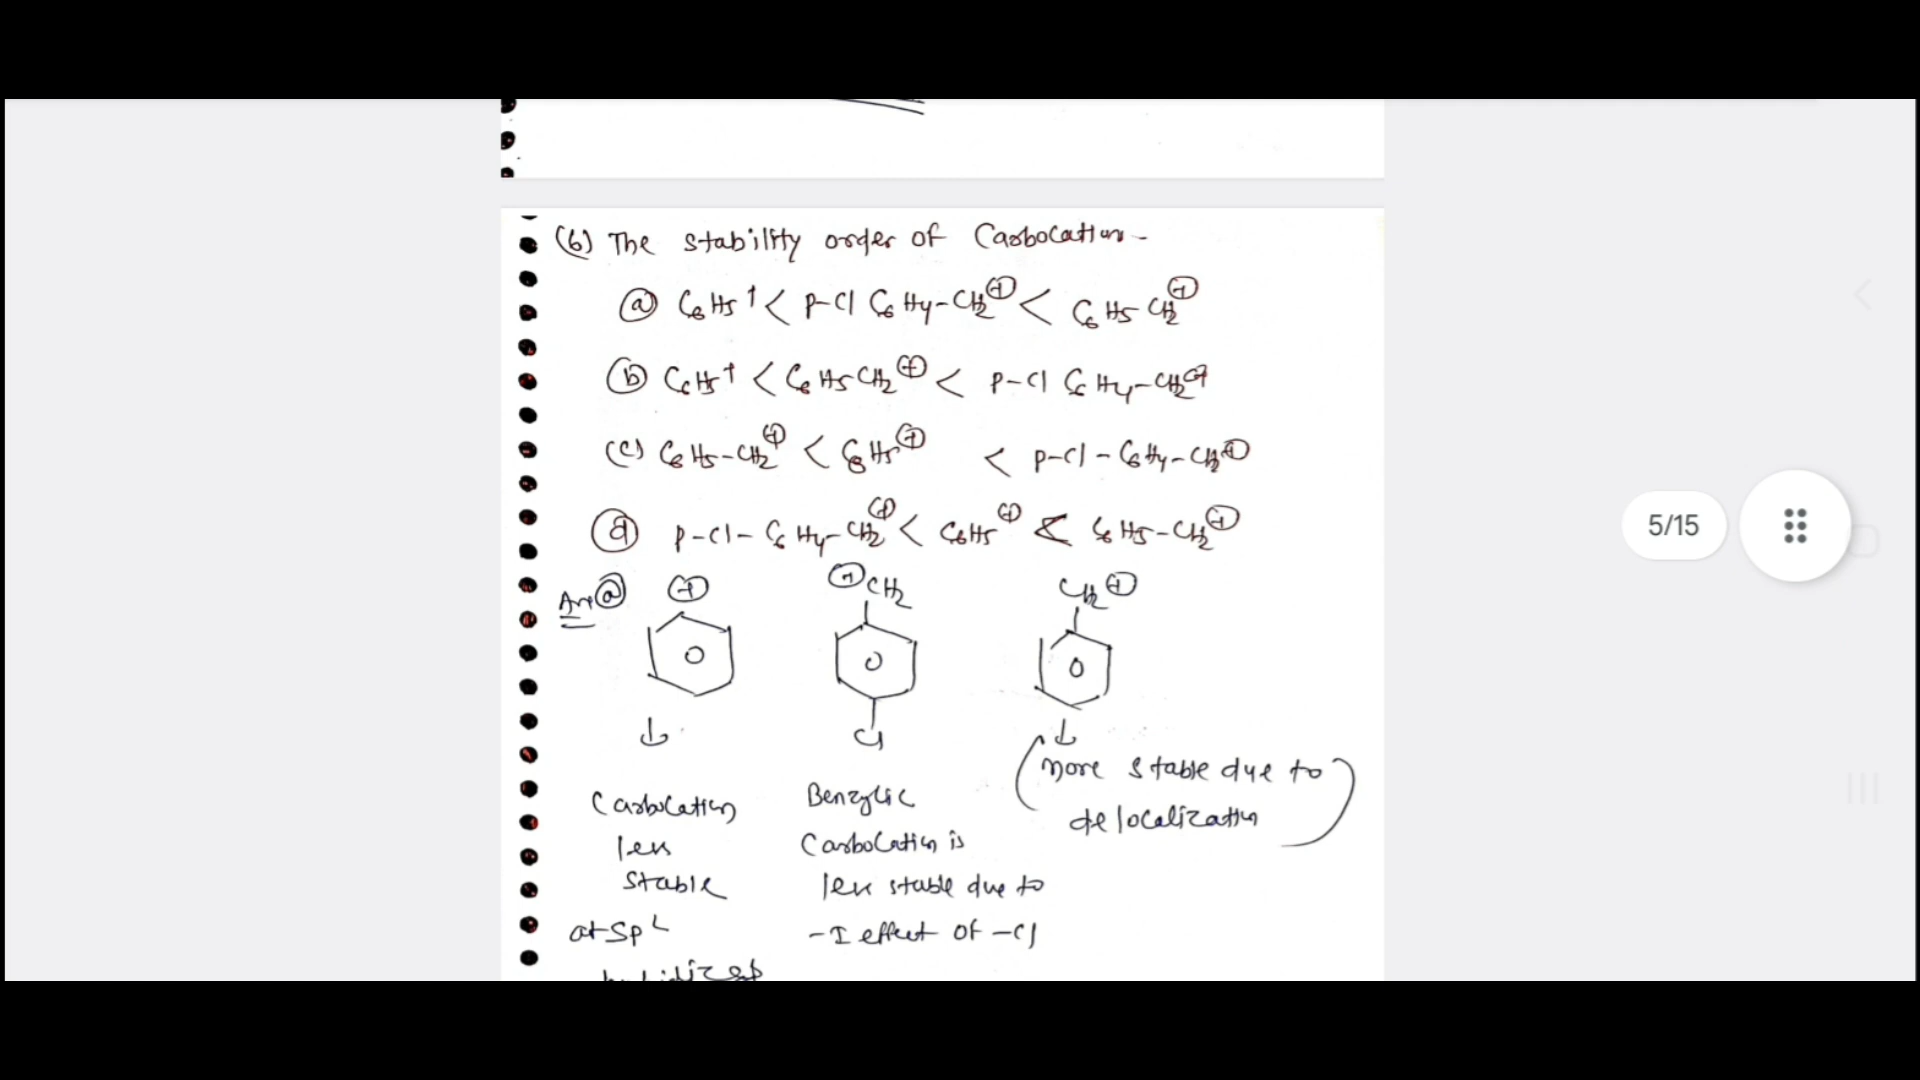 (6) The stability order of Carbocation-
(a) C6H5+ < P-Cl C6H4-CH2⊕ < C6H5 CH2⊕
(b) C6H5+ < C6H5CH2⊕ < P-Cl C6H4-CH2⊕
(c) C6H5-CH2⊕ < C6H5⊕ < P-Cl-C6H4-CH2⊕
(d) P-Cl-C6H4-CH2⊕ < C6H5⊕ < C6H5-CH2⊕
5/15
Ans(a) ⊕ ⊕CH2 CH2⊕
Cl
(more stable due to
delocalization)
Carbocation
less
stable
at sp2
Benzylic
Carbocation is
less stable due to
-I effect of -Cl